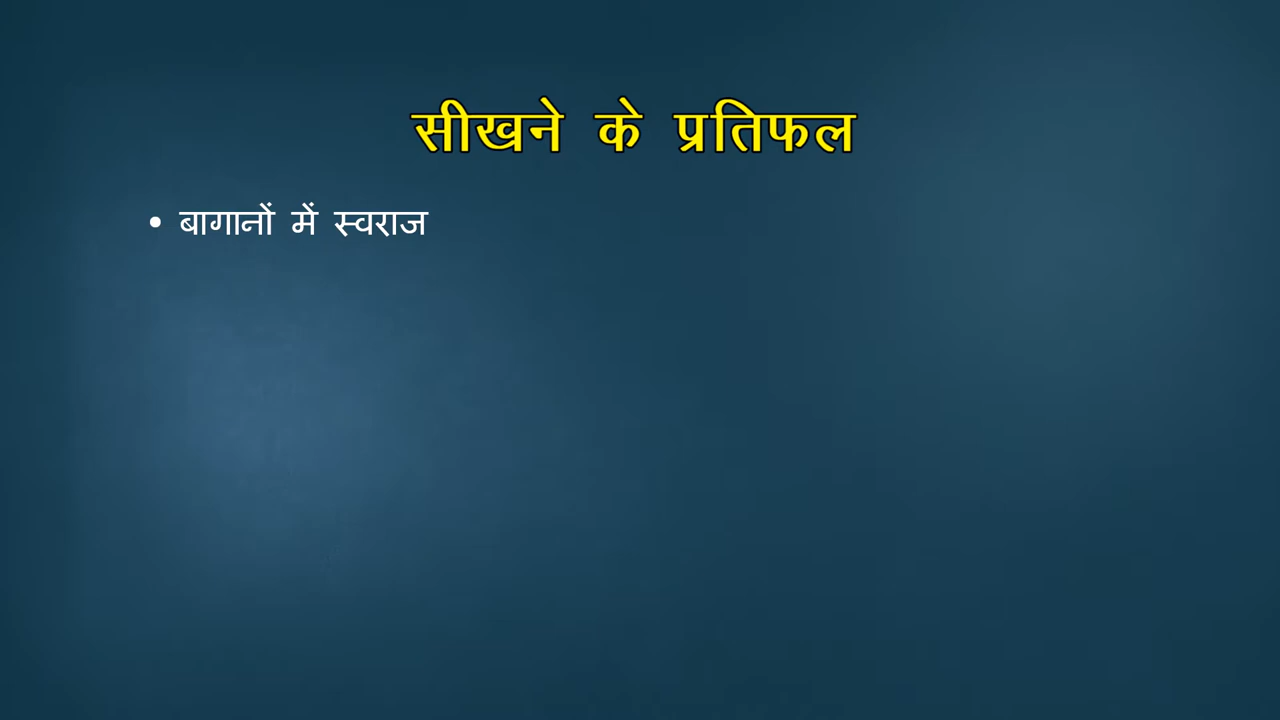 सीखने के प्रतिफल
• बागानों में स्वराज